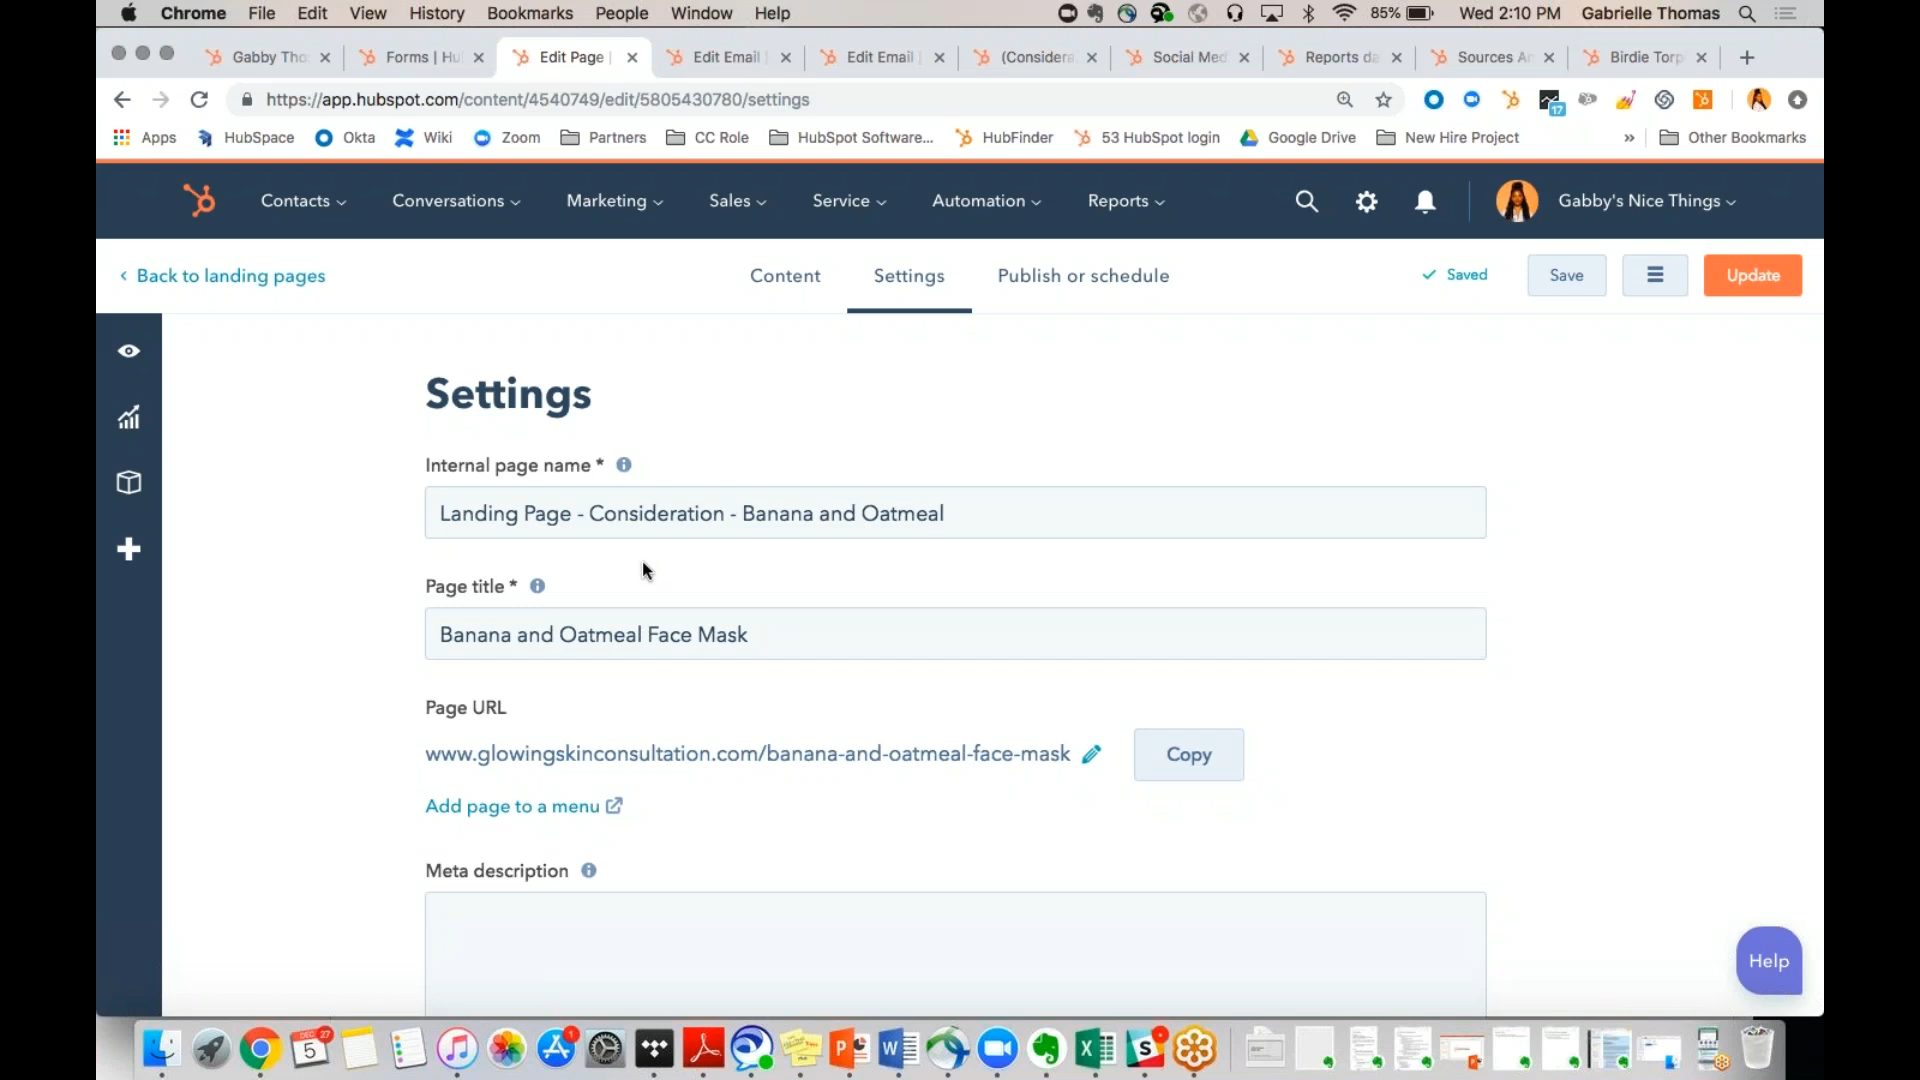 Chrome File Edit View History Bookmarks People Window Help 85% Wed 2:10 PM Gabrielle Thomas
Gabby Tho Forms | Hu Edit Page | Edit Email | Edit Email | (Considera Social Med Reports da Sources An Birdie Torp
https://app.hubspot.com/content/4540749/edit/5805430780/settings
17
Apps HubSpace Okta Wiki Zoom Partners CC Role HubSpot Software... HubFinder 53 HubSpot login Google Drive New Hire Project » Other Bookmarks
Contacts Conversations Marketing Sales Service Automation Reports Gabby's Nice Things
Back to landing pages Content Settings Publish or schedule Saved Save Update
Settings
Internal page name *
Landing Page - Consideration - Banana and Oatmeal
Page title *
Banana and Oatmeal Face Mask
Page URL
www.glowingskinconsultation.com/banana-and-oatmeal-face-mask Copy
Add page to a menu
Meta description
Help
DEC 27
5
1